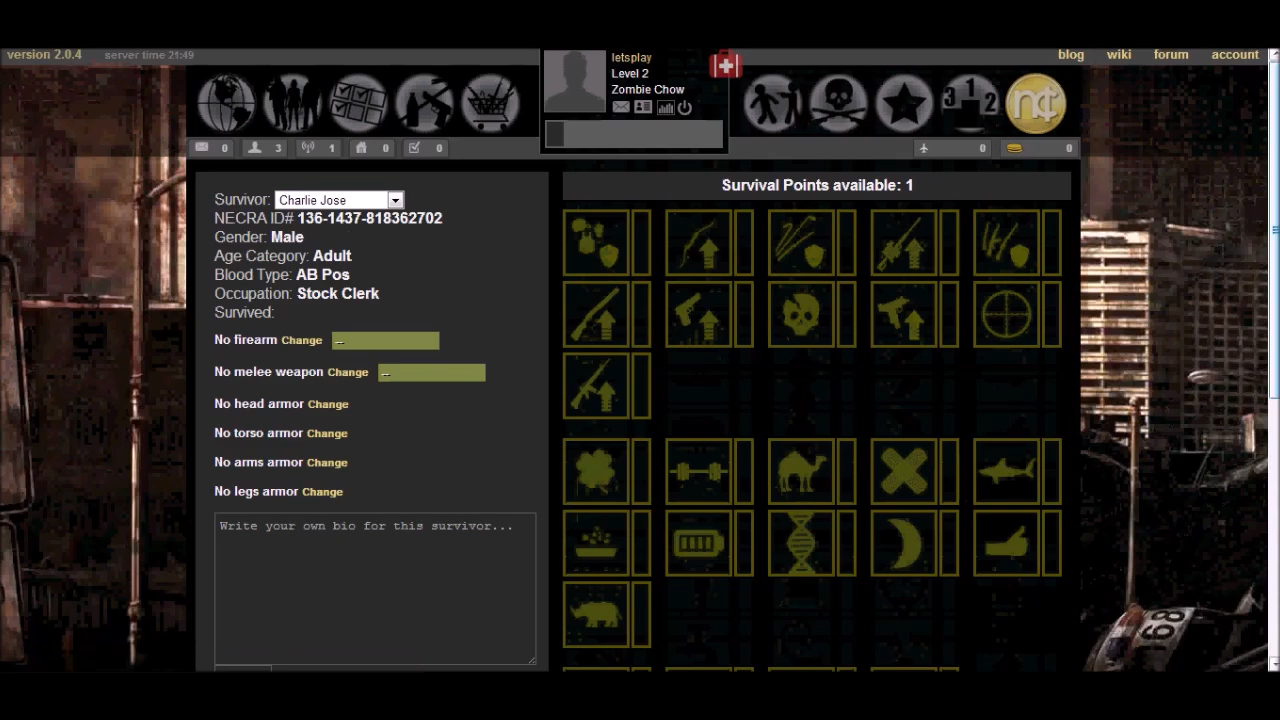 version 2.0.4 server time 21:49
letsplay
Level 2
Zombie Chow
blog wiki forum account
3 1 2
n¢
0 3 1 0 0
0 0
Survivor: Charlie Jose
NECRA ID# 136-1437-818362702
Gender: Male
Age Category: Adult
Blood Type: AB Pos
Occupation: Stock Clerk
Survived:
No firearm Change --
No melee weapon Change --
No head armor Change
No torso armor Change
No arms armor Change
No legs armor Change
Write your own bio for this survivor...
Survival Points available: 1
89